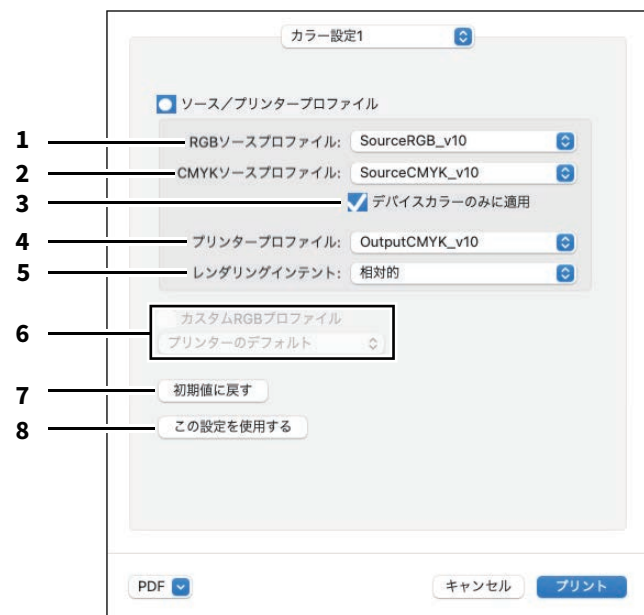 カラー設定1
ソース／プリンタープロファイル
1 RGBソースプロファイル: SourceRGB_v10
2 CMYKソースプロファイル: SourceCMYK_v10
3 デバイスカラーのみに適用
4 プリンタープロファイル: OutputCMYK_v10
5 レンダリングインテント: 相対的
カスタムRGBプロファイル
6
プリンターのデフォルト
7 初期値に戻す
8 この設定を使用する
PDF キャンセル プリント